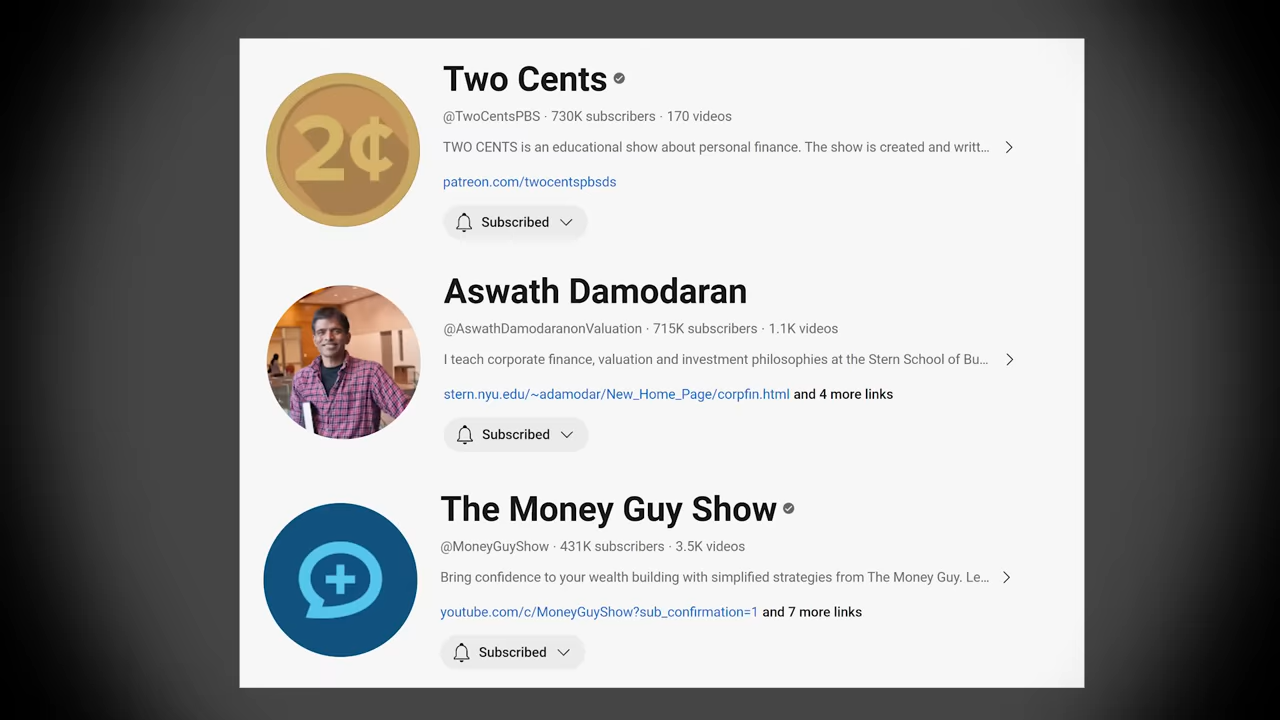 2¢
Two Cents
@TwoCentsPBS · 730K subscribers · 170 videos
TWO CENTS is an educational show about personal finance. The show is created and writt...
patreon.com/twocentspbsds
Subscribed
Aswath Damodaran
@AswathDamodaranonValuation · 715K subscribers · 1.1K videos
I teach corporate finance, valuation and investment philosophies at the Stern School of Bu...
stern.nyu.edu/~adamodar/New_Home_Page/corpfin.html and 4 more links
Subscribed
The Money Guy Show
@MoneyGuyShow · 431K subscribers · 3.5K videos
Bring confidence to your wealth building with simplified strategies from The Money Guy. Le...
youtube.com/c/MoneyGuyShow?sub_confirmation=1 and 7 more links
Subscribed